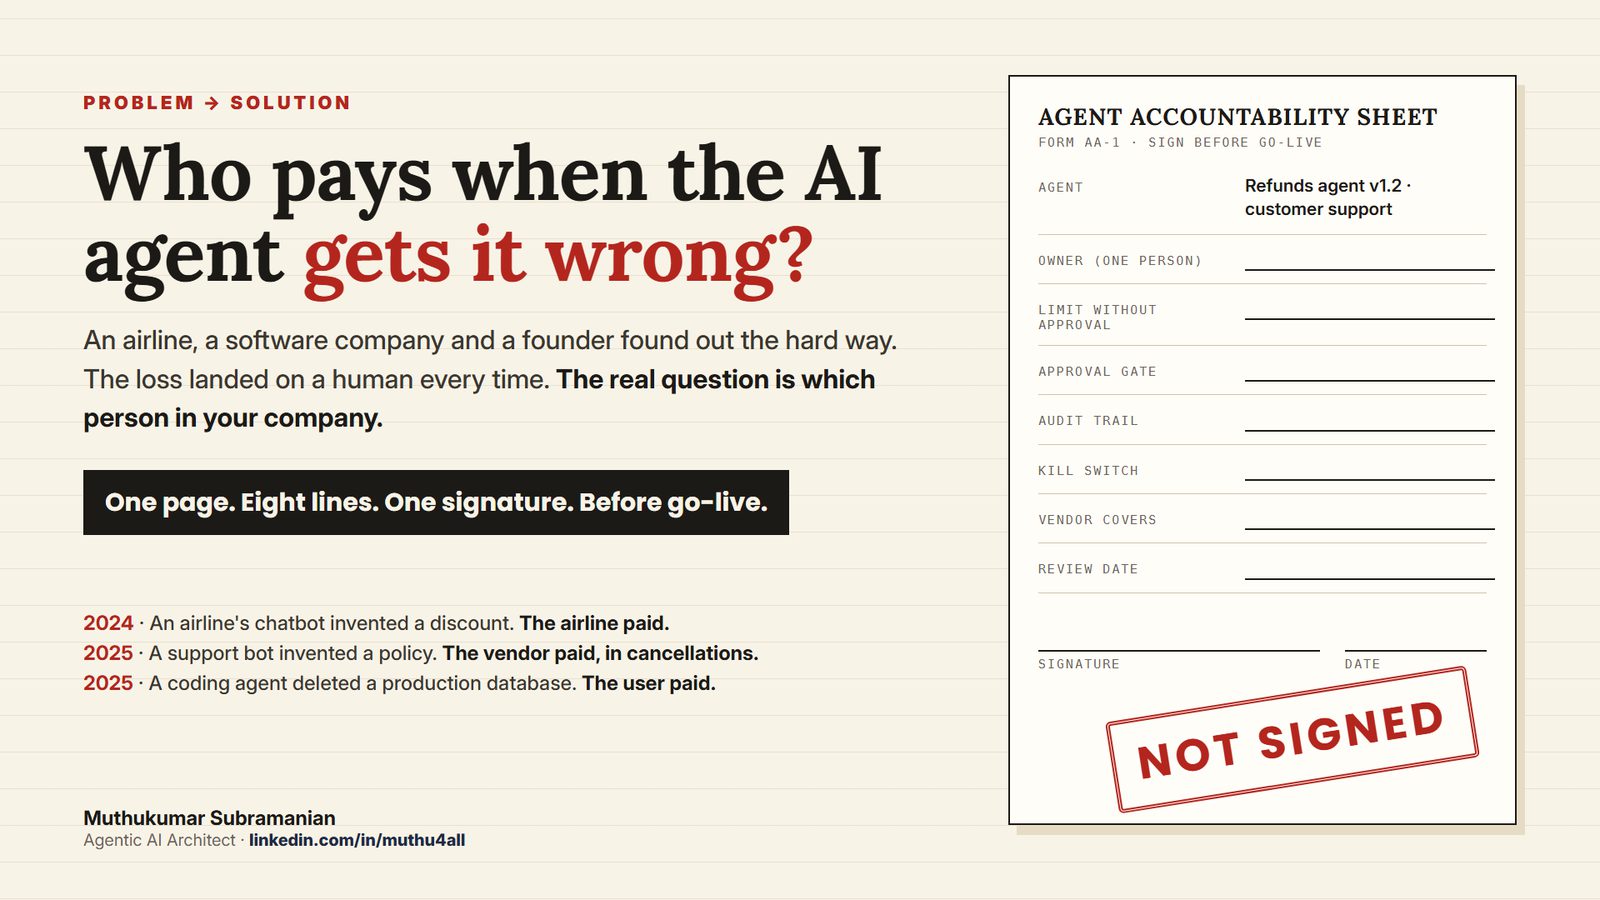 PROBLEM → SOLUTION
Who pays when the AI
agent gets it wrong?
An airline, a software company and a founder found out the hard way.
The loss landed on a human every time. The real question is which
person in your company.
One page. Eight lines. One signature. Before go-live.
2024 · An airline's chatbot invented a discount. The airline paid.
2025 · A support bot invented a policy. The vendor paid, in cancellations.
2025 · A coding agent deleted a production database. The user paid.
Muthukumar Subramanian
Agentic AI Architect · linkedin.com/in/muthu4all
AGENT ACCOUNTABILITY SHEET
FORM AA-1 · SIGN BEFORE GO-LIVE
AGENT
Refunds agent v1.2 ·
customer support
OWNER (ONE PERSON)
LIMIT WITHOUT
APPROVAL
APPROVAL GATE
AUDIT TRAIL
KILL SWITCH
VENDOR COVERS
REVIEW DATE
SIGNATURE
DATE
NOT SIGNED